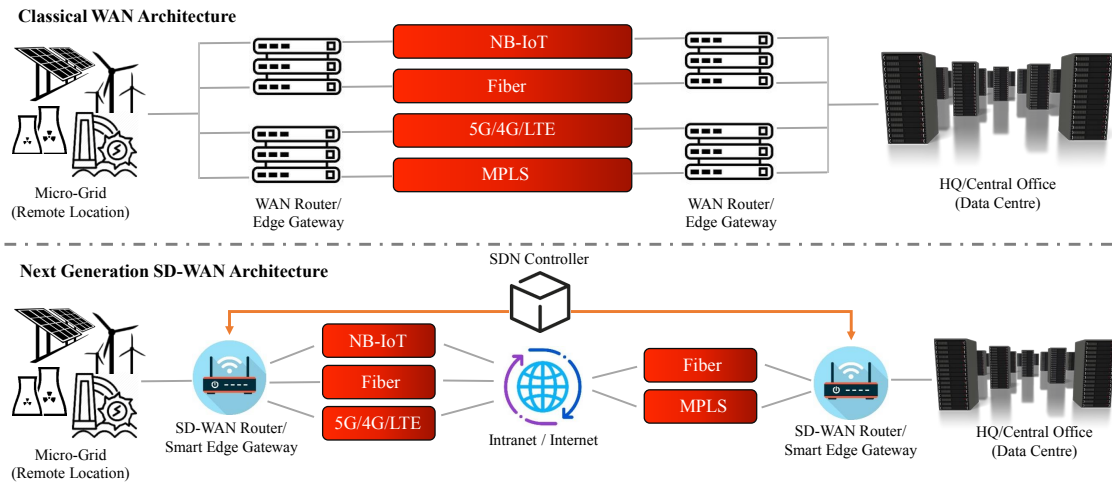 Classical WAN Architecture
NB-IoT
Fiber
5G/4G/LTE
MPLS
Micro-Grid
(Remote Location)
WAN Router/
Edge Gateway
WAN Router/
Edge Gateway
HQ/Central Office
(Data Centre)
Next Generation SD-WAN Architecture
SDN Controller
NB-IoT
Fiber
5G/4G/LTE
Fiber
MPLS
SD-WAN Router/
Smart Edge Gateway
Intranet / Internet
SD-WAN Router/
Smart Edge Gateway
Micro-Grid
(Remote Location)
HQ/Central Office
(Data Centre)